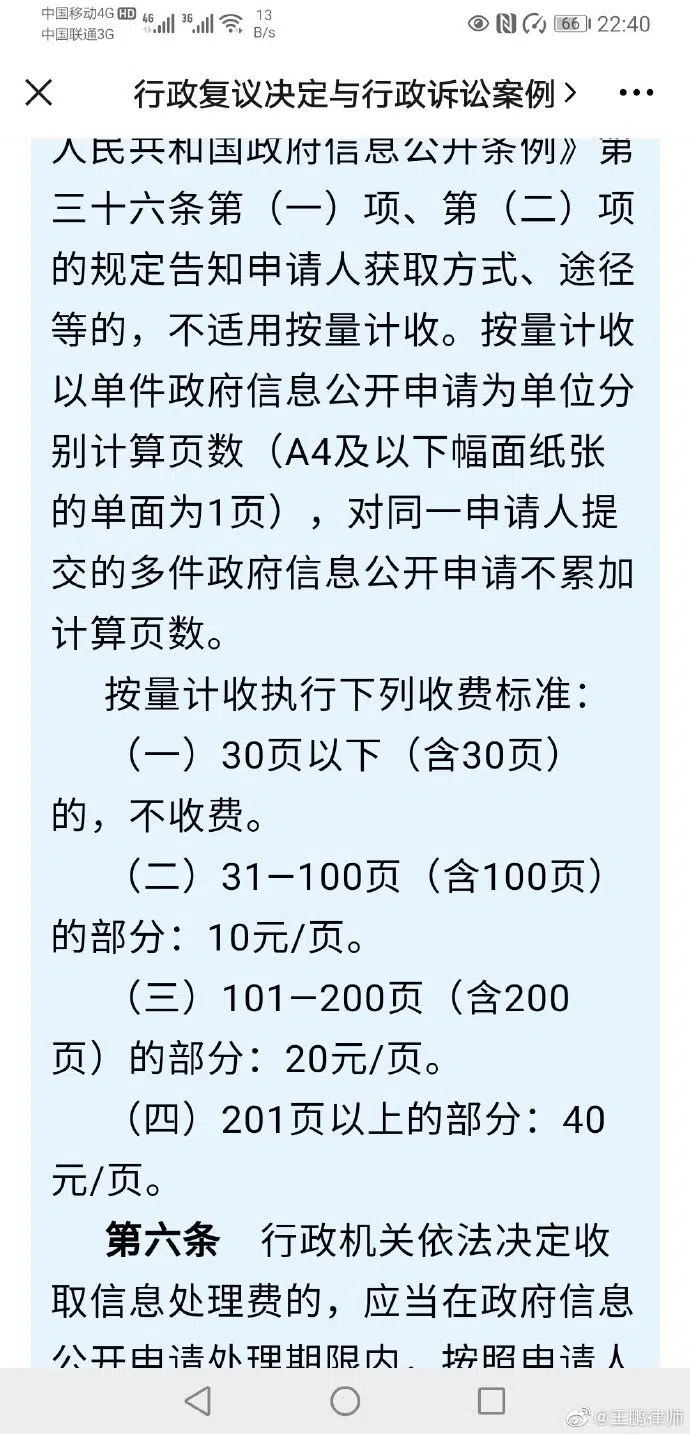 中国移动4G HD 4G 3G 13 B/s 66 22:40
中国联通3G
行政复议决定与行政诉讼案例
人民共和国政府信息公开条例》第
三十六条第（一）项、第（二）项
的规定告知申请人获取方式、途径
等的，不适用按量计收。按量计收
以单件政府信息公开申请为单位分
别计算页数（A4及以下幅面纸张
的单面为1页），对同一申请人提
交的多件政府信息公开申请不累加
计算页数。
按量计收执行下列收费标准：
（一）30页以下（含30页）
的，不收费。
（二）31—100页（含100页）
的部分：10元/页。
（三）101—200页（含200
页）的部分：20元/页。
（四）201页以上的部分：40
元/页。
第六条 行政机关依法决定收
取信息处理费的，应当在政府信息
公开申请处理期限内，按照申请人
@王鹏律师